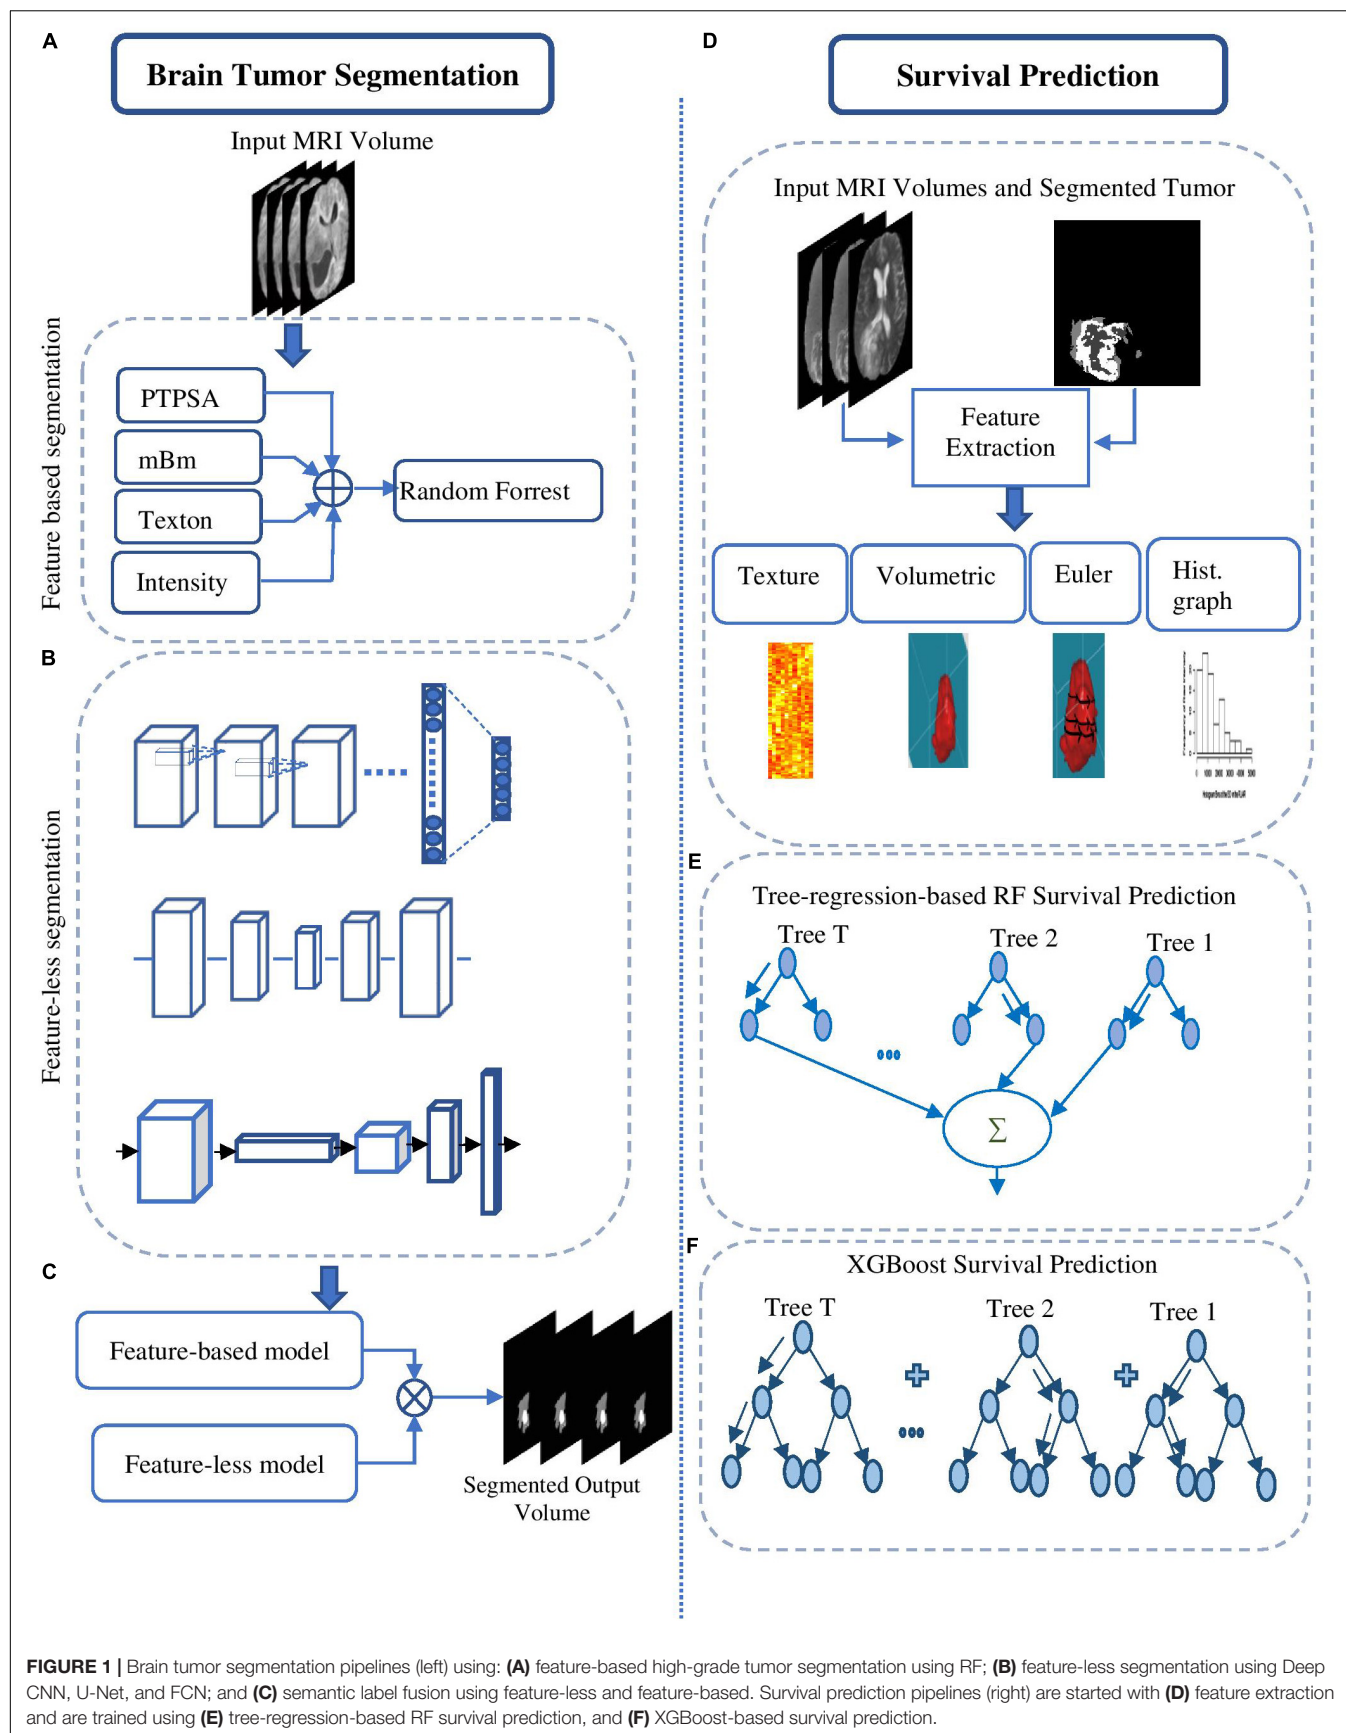 A
Brain Tumor Segmentation
Input MRI Volume
Feature based segmentation
PTPSA
mBm
Texton
Intensity
Random Forrest
B
Feature-less segmentation
C
Feature-based model
Feature-less model
Segmented Output
Volume
D
Survival Prediction
Input MRI Volumes and Segmented Tumor
Feature
Extraction
Texture
Volumetric
Euler
Hist.
graph
0 1000 2000 3000 4000 5000
E
Tree-regression-based RF Survival Prediction
Tree T
Tree 2
Tree 1
Σ
F
XGBoost Survival Prediction
Tree T
Tree 2
Tree 1
FIGURE 1 | Brain tumor segmentation pipelines (left) using: (A) feature-based high-grade tumor segmentation using RF; (B) feature-less segmentation using Deep
CNN, U-Net, and FCN; and (C) semantic label fusion using feature-less and feature-based. Survival prediction pipelines (right) are started with (D) feature extraction
and are trained using (E) tree-regression-based RF survival prediction, and (F) XGBoost-based survival prediction.